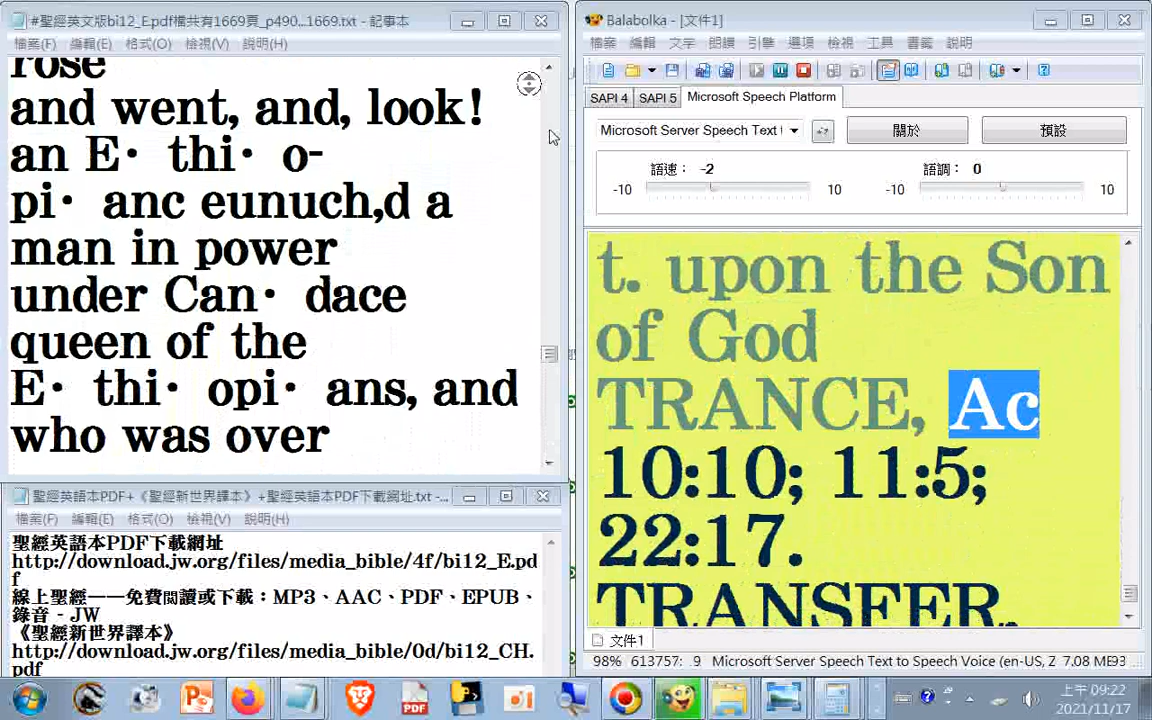 #聖經英文版bi12_E.pdf檔共有1669頁_p490,...1669.txt - 記事本
檔案(F) 編輯(E) 格式(O) 檢視(V) 說明(H)
rose
and went, and, look!
an E· thi· o-
pi· anc eunuch,d a
man in power
under Can· dace
queen of the
E· thi· opi· ans, and
who was over
聖經英語本PDF+《聖經新世界譯本》+聖經英語本PDF下載網址.txt - ...
檔案(F) 編輯(E) 格式(O) 檢視(V) 說明(H)
聖經英語本PDF下載網址
http://download.jw.org/files/media_bible/4f/bi12_E.pd
f
線上聖經——免費閱讀或下載：MP3、AAC、PDF、EPUB、
錄音 - JW
《聖經新世界譯本》
http://download.jw.org/files/media_bible/0d/bi12_CH.
pdf
Balabolka - [文件1]
檔案 編輯 文字 朗讀 引擎 選項 檢視 工具 書籤 說明
SAPI 4 SAPI 5 Microsoft Speech Platform
Microsoft Server Speech Text 關於 預設
語速： -2 語調： 0
-10 10 -10 10
t. upon the Son
of God
TRANCE, Ac
10:10; 11:5;
22:17.
TRANSFER,
文件1
98% 613757: .9 Microsoft Server Speech Text to Speech Voice (en-US, Z 7.08 ME93
PDF
上午 09:22
2021/11/17